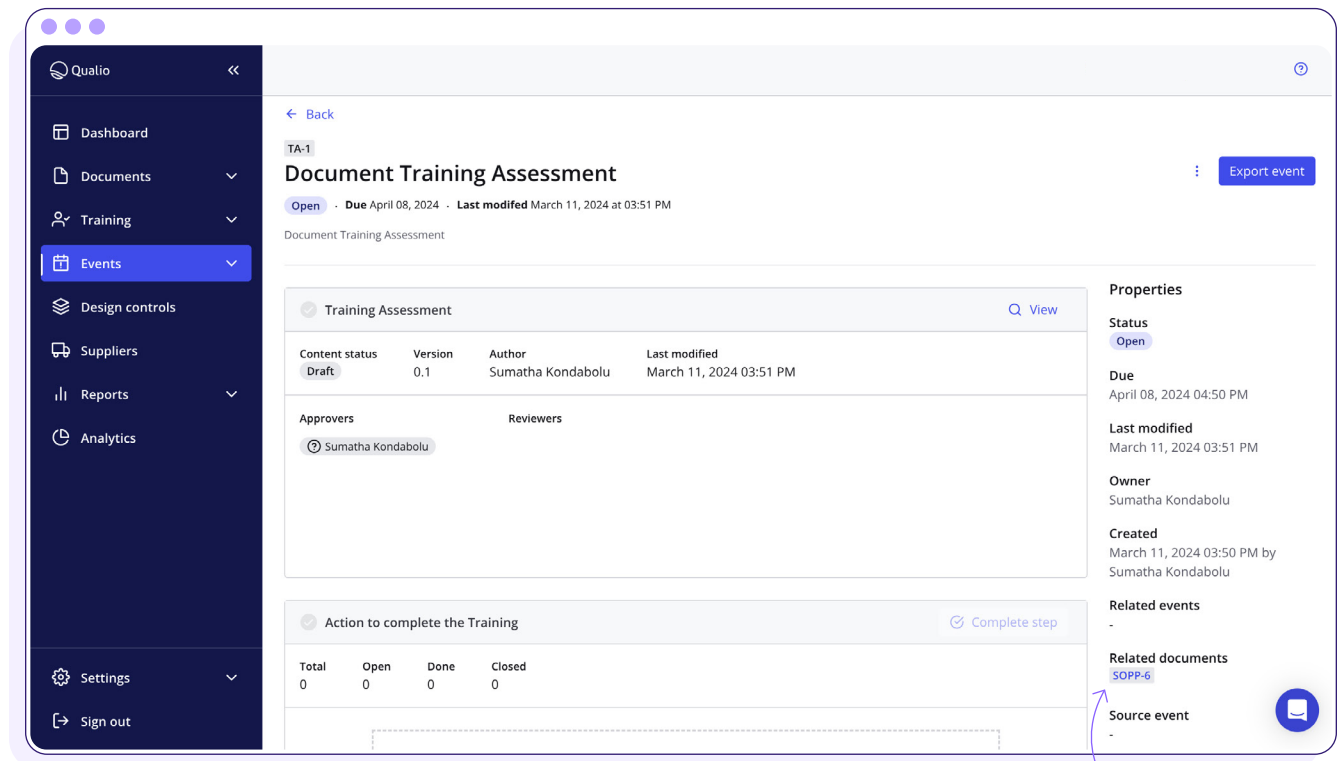 Qualio
Dashboard
Documents
Training
Events
Design controls
Suppliers
Reports
Analytics
Settings
Sign out
Back
TA-1
Document Training Assessment
Export event
Open · Due April 08, 2024 · Last modifed March 11, 2024 at 03:51 PM
Document Training Assessment
Training Assessment
View
Content status Version Author Last modified
Draft 0.1 Sumatha Kondabolu March 11, 2024 03:51 PM
Approvers Reviewers
Sumatha Kondabolu
Action to complete the Training
Complete step
Total Open Done Closed
0 0 0 0
Properties
Status
Open
Due
April 08, 2024 04:50 PM
Last modified
March 11, 2024 03:51 PM
Owner
Sumatha Kondabolu
Created
March 11, 2024 03:50 PM by
Sumatha Kondabolu
Related events
-
Related documents
SOPP-6
Source event
-